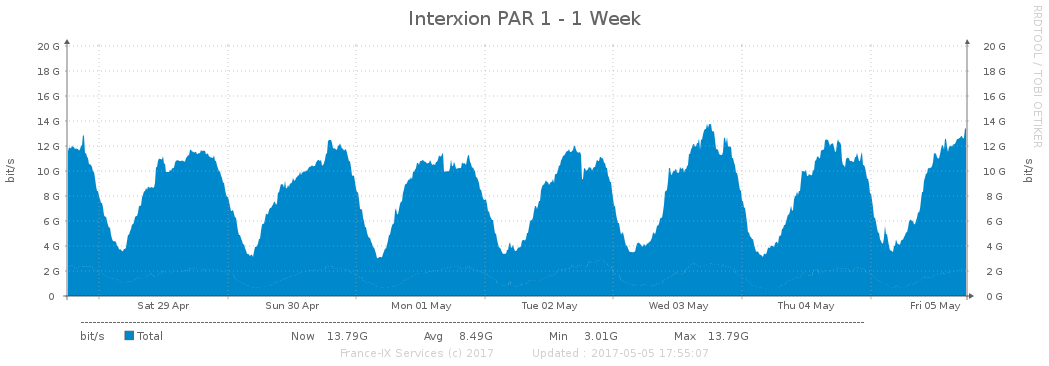 Interxion PAR 1 - 1 Week
RRDTOOL / TOBI OETIKER
20 G 20 G
18 G 18 G
16 G 16 G
14 G 14 G
12 G 12 G
10 G 10 G
8 G 8 G
6 G 6 G
4 G 4 G
2 G 2 G
0 0 G
bit/s
bit/s
Sat 29 Apr Sun 30 Apr Mon 01 May Tue 02 May Wed 03 May Thu 04 May Fri 05 May
bit/s Total Now 13.79G Avg 8.49G Min 3.01G Max 13.79G
France-IX Services (c) 2017 Updated : 2017-05-05 17:55:07